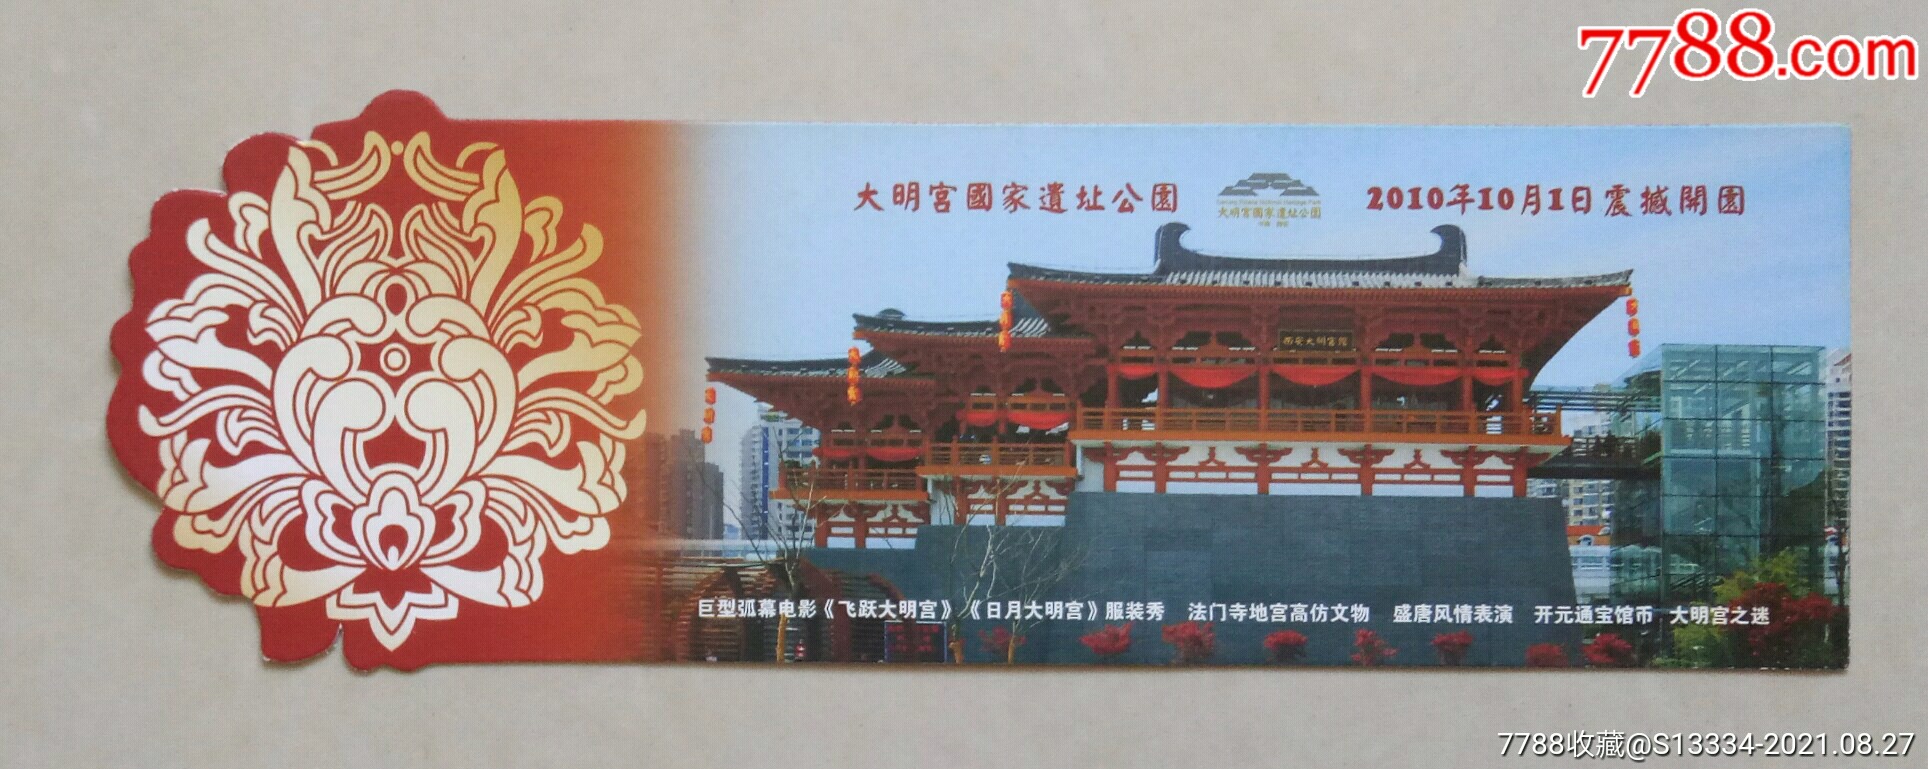 7788.com
大明宫國家遺址公園
大明宫國家遺址公園
2010年10月1日震撼開園
西安大明宫馆
巨型弧幕电影《飞跃大明宫》《日月大明宫》服装秀 法门寺地宫高仿文物 盛唐风情表演 开元通宝馆币 大明宫之迷
7788收藏@S13334-2021.08.27